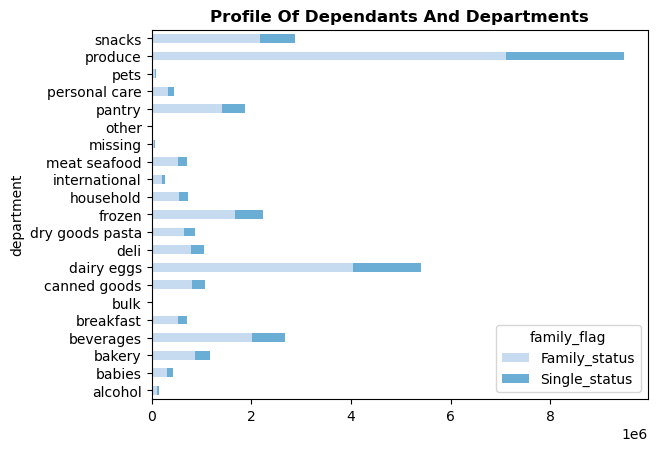 Profile Of Dependants And Departments
department
snacks
produce
pets
personal care
pantry
other
missing
meat seafood
international
household
frozen
dry goods pasta
deli
dairy eggs
canned goods
bulk
breakfast
beverages
bakery
babies
alcohol
family_flag
Family_status
Single_status
0 2 4 6 8
1e6